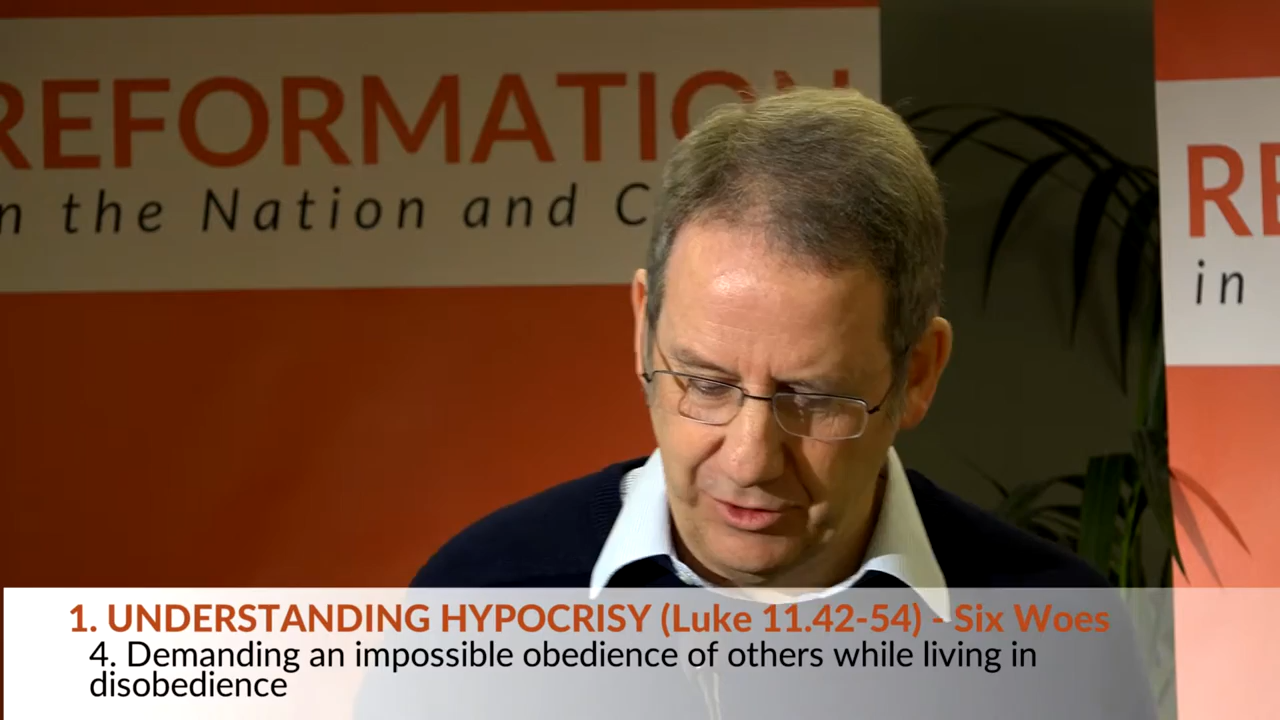 REFORMATION
n the Nation and C
RE
in
1. UNDERSTANDING HYPOCRISY (Luke 11.42-54) - Six Woes
4. Demanding an impossible obedience of others while living in
disobedience